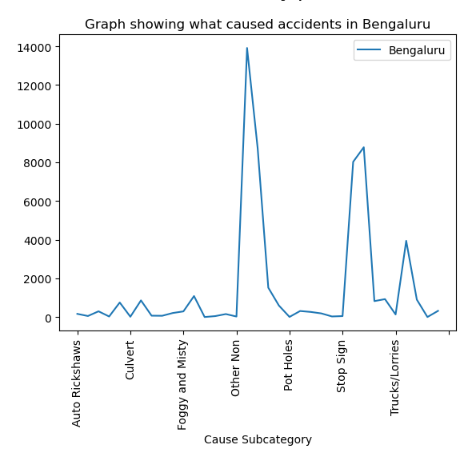 Graph showing what caused accidents in Bengaluru
Bengaluru
14000
12000
10000
8000
6000
4000
2000
0
Auto Rickshaws
Culvert
Foggy and Misty
Other Non
Pot Holes
Stop Sign
Trucks/Lorries
Cause Subcategory